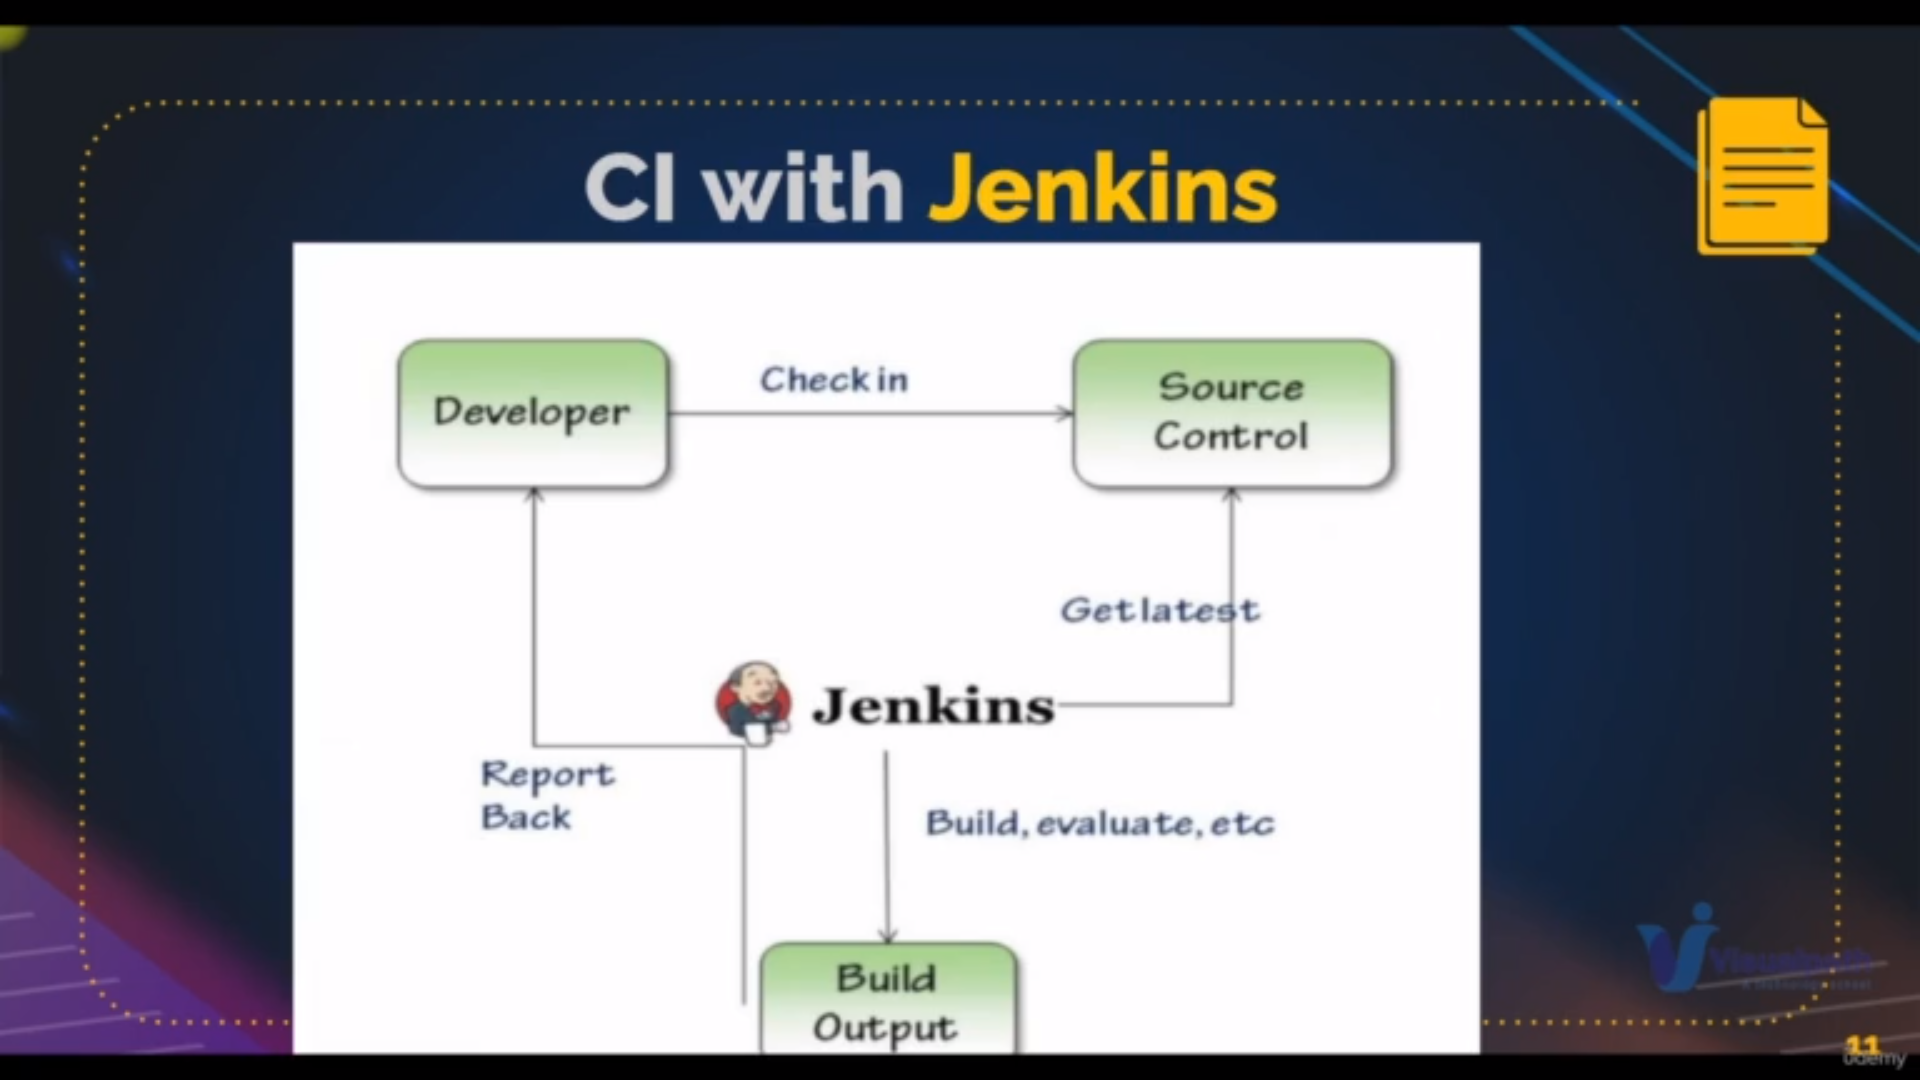 CI with Jenkins
Developer
Check in
Source
Control
Get latest
Jenkins
Report
Back
Build, evaluate, etc
Build
Output
11
ûdemy